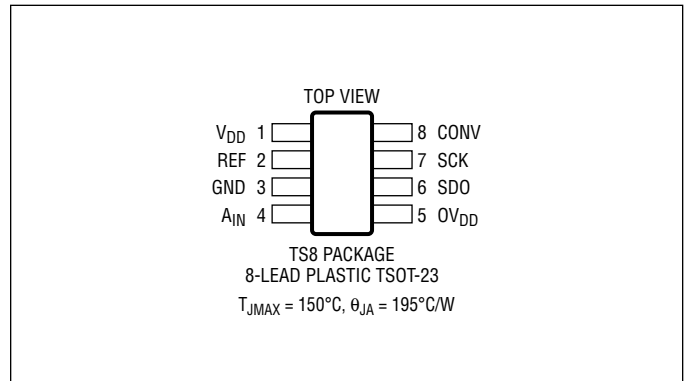 TOP VIEW
VDD 1 8 CONV
REF 2 7 SCK
GND 3 6 SDO
AIN 4 5 OVDD
TS8 PACKAGE
8-LEAD PLASTIC TSOT-23
TJMAX = 150°C, θJA = 195°C/W